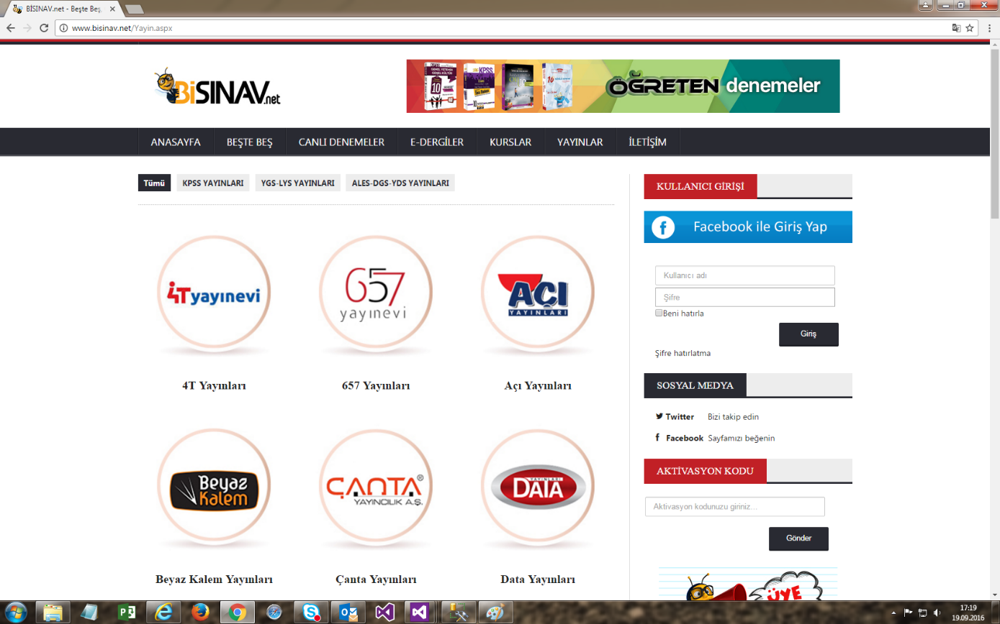 BİSINAV.net - Beşte Beş,
www.bisinav.net/Yayin.aspx
BiSINAV.net
KPSS
ÖĞRETEN denemeler
ANASAYFA BEŞTE BEŞ CANLI DENEMELER E-DERGİLER KURSLAR YAYINLAR İLETİŞİM
Tümü KPSS YAYINLARI YGS-LYS YAYINLARI ALES-DGS-YDS YAYINLARI
4T yayınevi
657
yayınevi
AÇI
YAYINLARI
4T Yayınları 657 Yayınları Açı Yayınları
Beyaz
Kalem
ÇANTA®
YAYINCILIK A.Ş.
YAYINLARI
DATA
Beyaz Kalem Yayınları Çanta Yayınları Data Yayınları
KULLANICI GİRİŞİ
Facebook ile Giriş Yap
Kullanıcı adı
Şifre
Beni hatırla
Giriş
Şifre hatırlatma
SOSYAL MEDYA
Twitter Bizi takip edin
Facebook Sayfamızı beğenin
AKTİVASYON KODU
Aktivasyon kodunuzu giriniz...
Gönder
ÜYE
17:19
19.09.2016